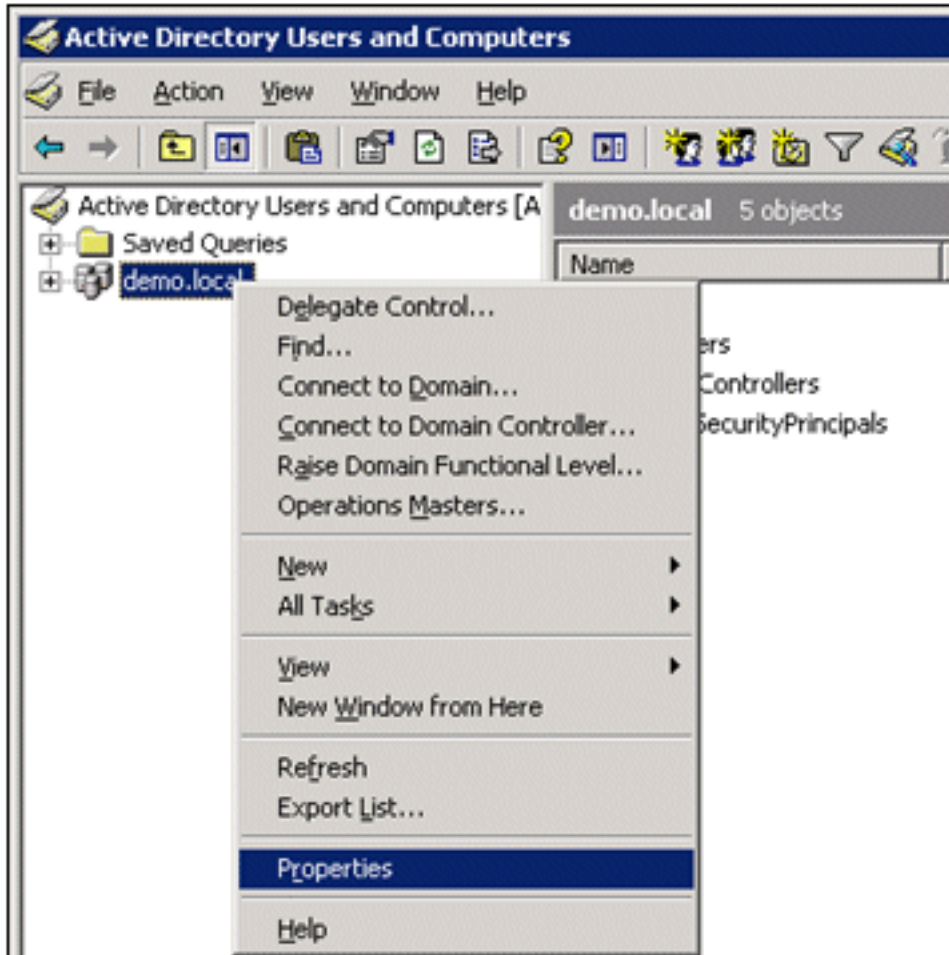 Active Directory Users and Computers
File Action View Window Help
Active Directory Users and Computers [A
demo.local 5 objects
Saved Queries
Name
demo.local
Delegate Control...
Find...
ers
Connect to Domain...
Controllers
Connect to Domain Controller...
SecurityPrincipals
Raise Domain Functional Level...
Operations Masters...
New
All Tasks
View
New Window from Here
Refresh
Export List...
Properties
Help